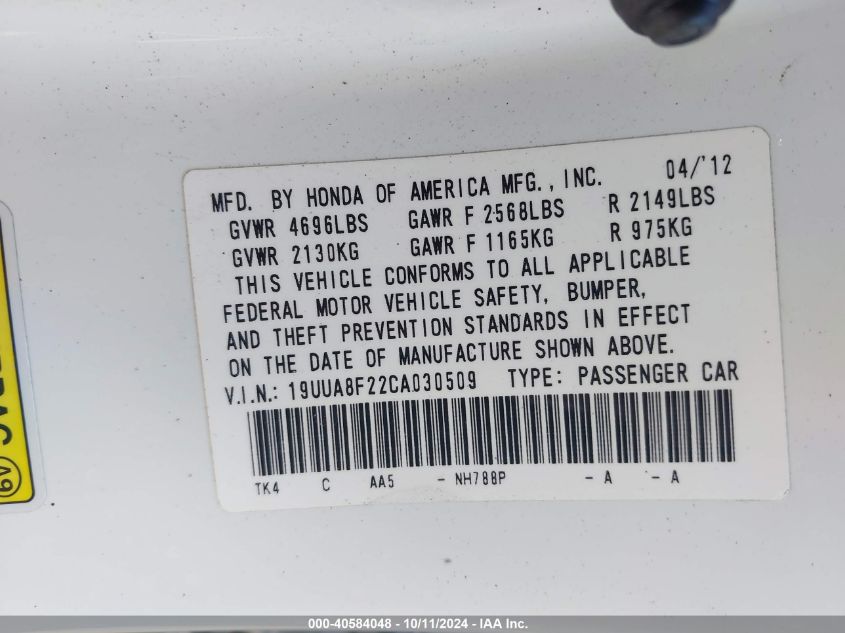 MFD. BY HONDA OF AMERICA MFG., INC. 04/'12
GVWR 4696LBS GAWR F 2568LBS R 2149LBS
GVWR 2130KG GAWR F 1165KG R 975KG
THIS VEHICLE CONFORMS TO ALL APPLICABLE
FEDERAL MOTOR VEHICLE SAFETY, BUMPER,
AND THEFT PREVENTION STANDARDS IN EFFECT
ON THE DATE OF MANUFACTURE SHOWN ABOVE.
V.I.N.: 19UUA8F22CA030509 TYPE: PASSENGER CAR
TK4 C AA5 - NH788P - A - A
000-40584048 - 10/11/2024 - IAA Inc.